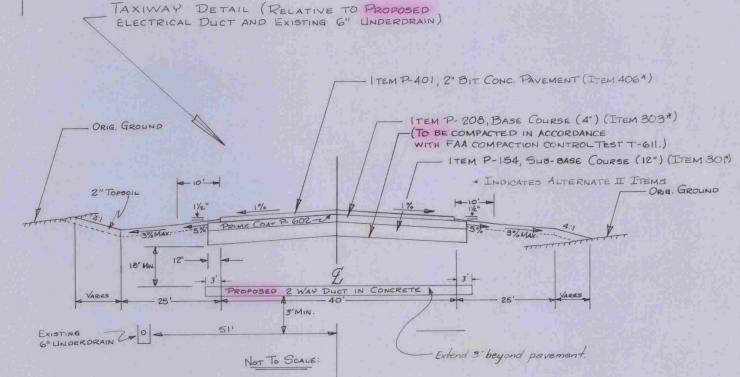 TAXIWAY DETAIL (RELATIVE TO PROPOSED
ELECTRICAL DUCT AND EXISTING 6" UNDERDRAIN)
ITEM P-401, 2" BIT. CONC. PAVEMENT (ITEM 406*)
ITEM P-208, BASE COURSE (4") (ITEM 303*)
(TO BE COMPACTED IN ACCORDANCE
WITH FAA COMPACTION CONTROL TEST T-611.)
ITEM P-154, SUB-BASE COURSE (12") (ITEM 301*)
* INDICATES ALTERNATE II ITEMS
ORIG. GROUND
ORIG. GROUND
2" TOPSOIL
10'
10'
1½"
1%
1%
1½"
4:1
3% MAX.
5%
PRIME COAT P-602
1%
5%
3% MAX.
4:1
18" MIN.
12"
3'
3'
℄
PROPOSED 2 WAY DUCT IN CONCRETE
VARIES
25'
40'
25'
VARIES
3' MIN.
EXISTING
6" UNDERDRAIN
51'
Extend 3' beyond pavement.
NOT TO SCALE: